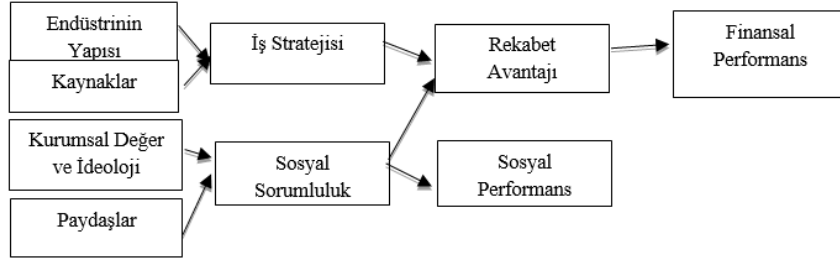 Endüstrinin
Yapısı
Kaynaklar
Kurumsal Değer
ve İdeoloji
Paydaşlar
İş Stratejisi
Sosyal
Sorumluluk
Rekabet
Avantajı
Sosyal
Performans
Finansal
Performans